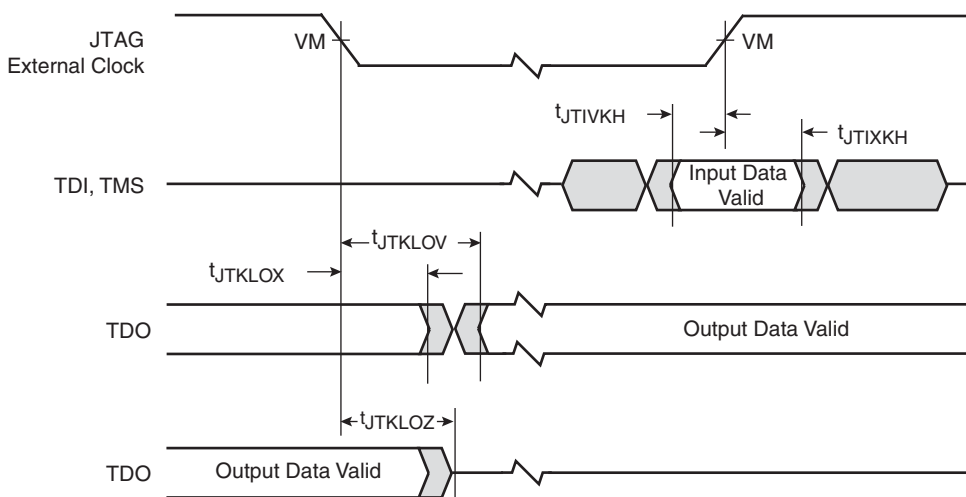 JTAG
External Clock
VM
VM
tJTIVKH
tJTIXKH
TDI, TMS
Input Data
Valid
tJTKLOV
tJTKLOX
TDO
Output Data Valid
tJTKLOZ
TDO
Output Data Valid